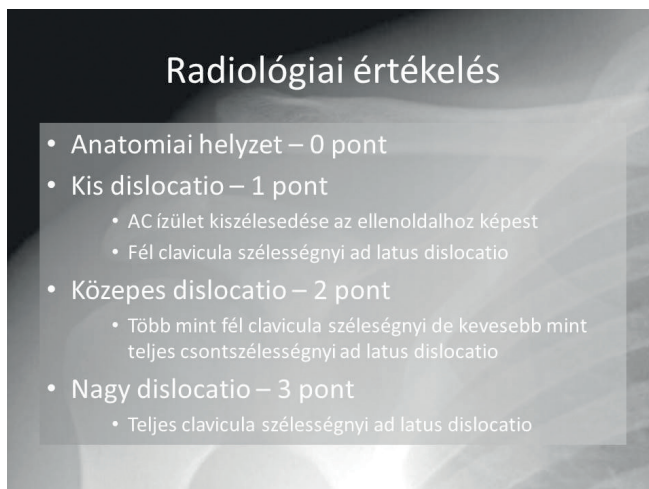 Radiológiai értékelés
• Anatomiai helyzet – 0 pont
• Kis dislocatio – 1 pont
• AC ízület kiszélesedése az ellenoldalhoz képest
• Fél clavicula szélességnyi ad latus dislocatio
• Közepes dislocatio – 2 pont
• Több mint fél clavicula széleségnyi de kevesebb mint
teljes csontszélességnyi ad latus dislocatio
• Nagy dislocatio – 3 pont
• Teljes clavicula szélességnyi ad latus dislocatio